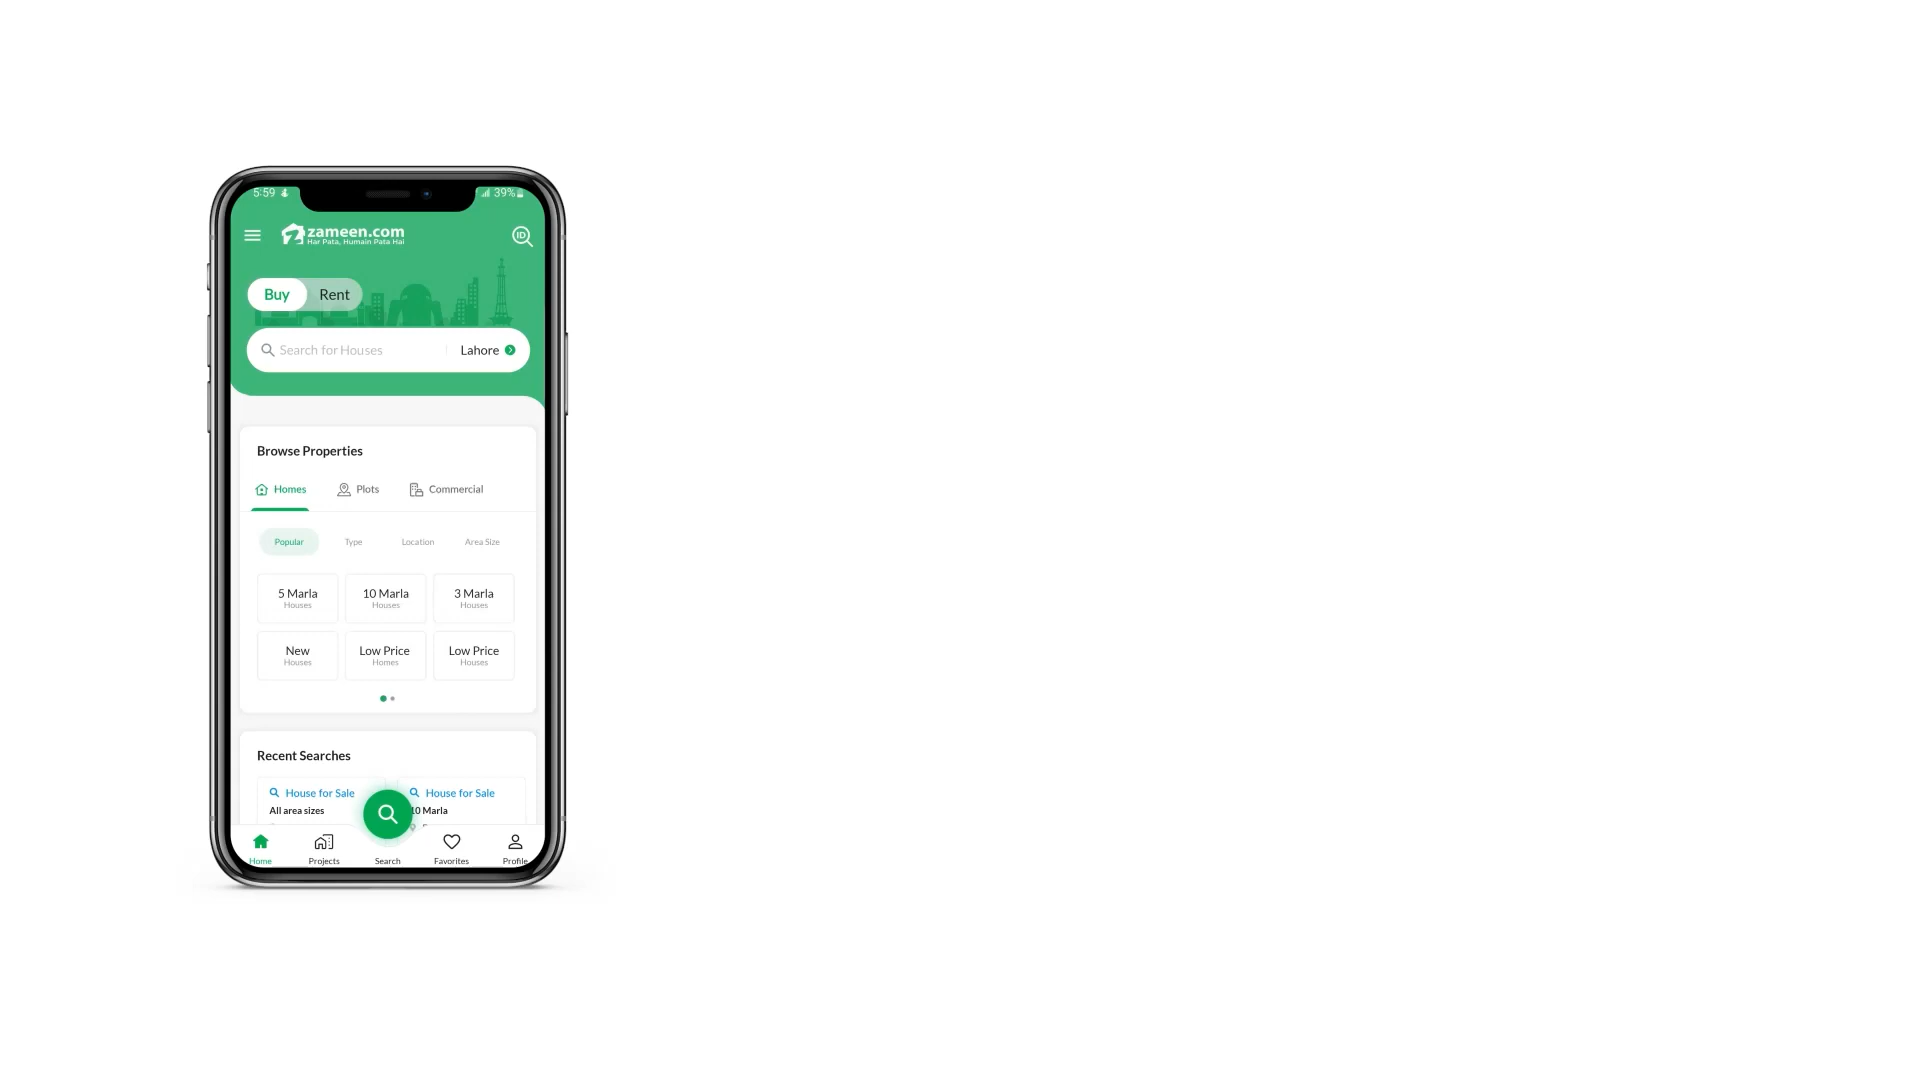 5:59 39%
zameen.com
Har Pata, Humain Pata Hai
ID
Buy Rent
Search for Houses Lahore
Browse Properties
Homes Plots Commercial
Popular Type Location Area Size
5 Marla 10 Marla 3 Marla
Houses Houses Houses
New Low Price Low Price
Houses Homes Houses
Recent Searches
House for Sale House for Sale
All area sizes 10 Marla
Home Projects Search Favorites Profile